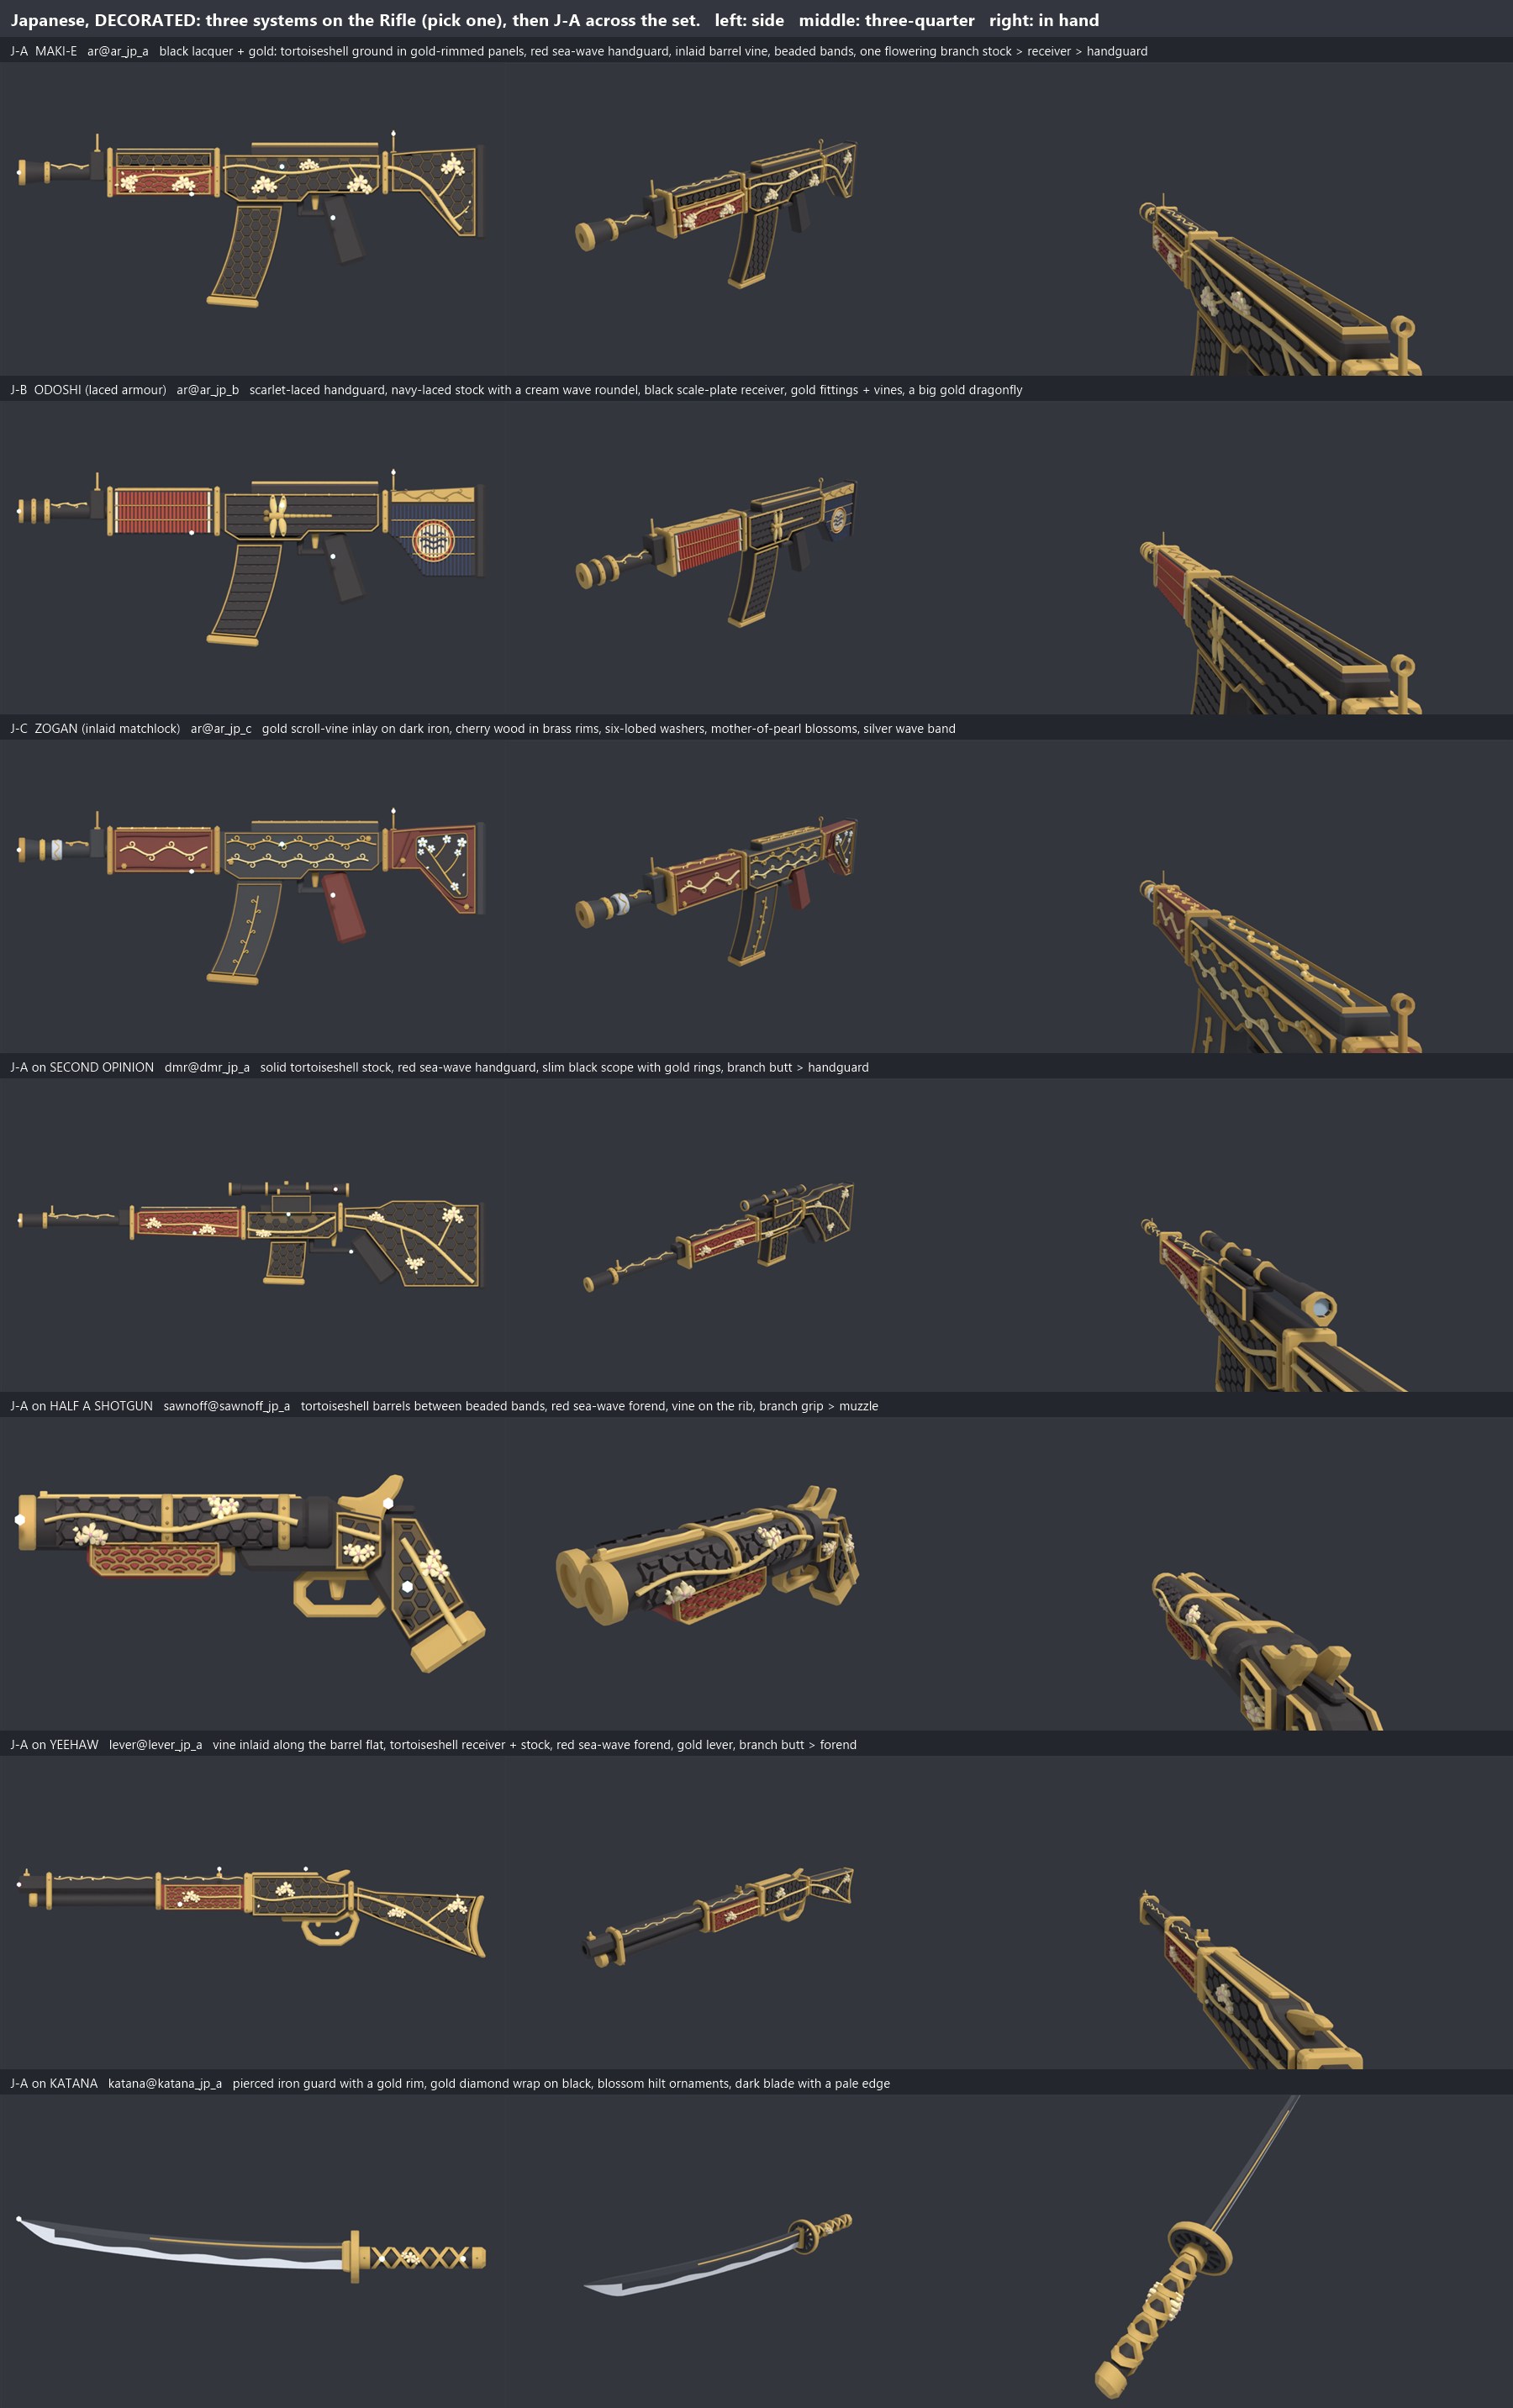 Japanese, DECORATED: three systems on the Rifle (pick one), then J-A across the set.   left: side   middle: three-quarter   right: in hand
J-A  MAKI-E   ar@ar_jp_a   black lacquer + gold: tortoiseshell ground in gold-rimmed panels, red sea-wave handguard, inlaid barrel vine, beaded bands, one flowering branch stock > receiver > handguard
J-B  ODOSHI (laced armour)   ar@ar_jp_b   scarlet-laced handguard, navy-laced stock with a cream wave roundel, black scale-plate receiver, gold fittings + vines, a big gold dragonfly
J-C  ZOGAN (inlaid matchlock)   ar@ar_jp_c   gold scroll-vine inlay on dark iron, cherry wood in brass rims, six-lobed washers, mother-of-pearl blossoms, silver wave band
J-A on SECOND OPINION   dmr@dmr_jp_a   solid tortoiseshell stock, red sea-wave handguard, slim black scope with gold rings, branch butt > handguard
J-A on HALF A SHOTGUN   sawnoff@sawnoff_jp_a   tortoiseshell barrels between beaded bands, red sea-wave forend, vine on the rib, branch grip > muzzle
J-A on YEEHAW   lever@lever_jp_a   vine inlaid along the barrel flat, tortoiseshell receiver + stock, red sea-wave forend, gold lever, branch butt > forend
J-A on KATANA   katana@katana_jp_a   pierced iron guard with a gold rim, gold diamond wrap on black, blossom hilt ornaments, dark blade with a pale edge